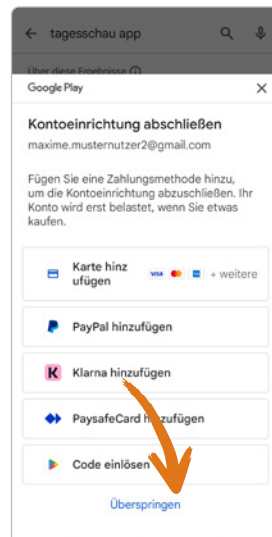 tagesschau app
Über diese Ergebnisse
Google Play
Kontoeinrichtung abschließen
maxime.musternutzer2@gmail.com
Fügen Sie eine Zahlungsmethode hinzu,
um die Kontoeinrichtung abzuschließen. Ihr
Konto wird erst belastet, wenn Sie etwas
kaufen.
Karte hinz
ufügen
VISA
+ weitere
PayPal hinzufügen
K
Klarna hinzufügen
PaysafeCard hinzufügen
Code einlösen
Überspringen